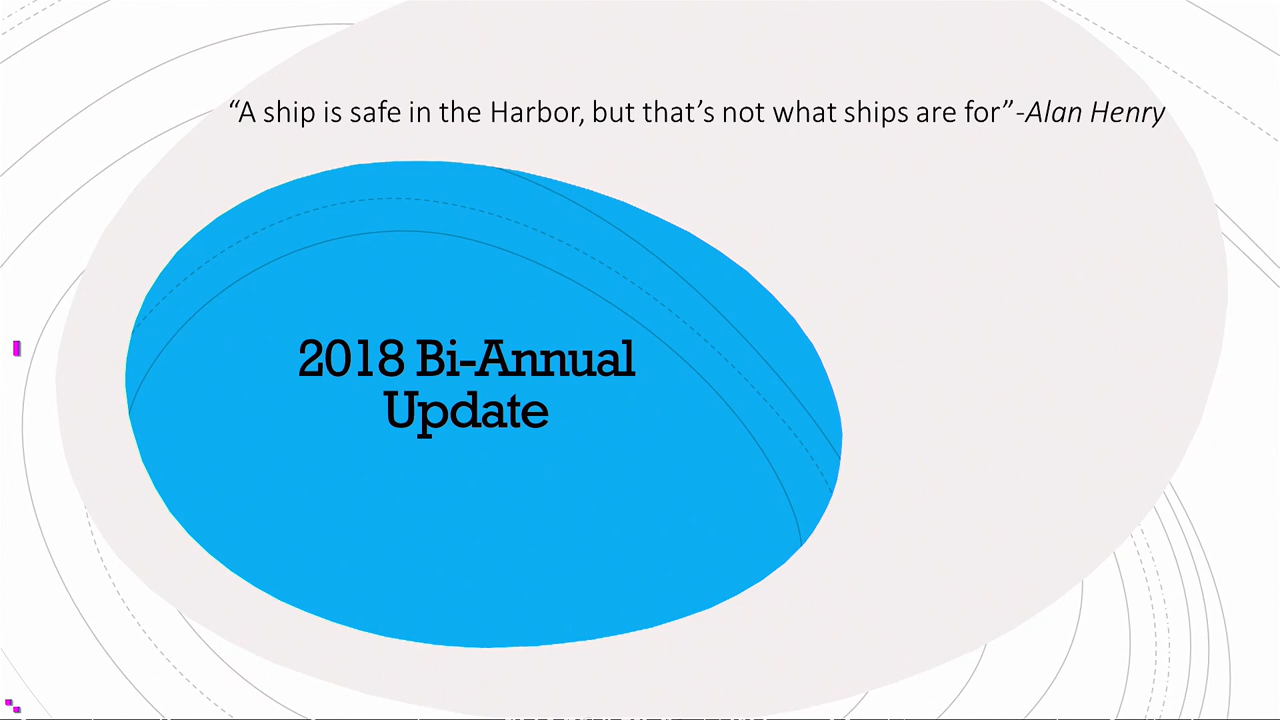 “A ship is safe in the Harbor, but that’s not what ships are for” -Alan Henry
2018 Bi-Annual
Update